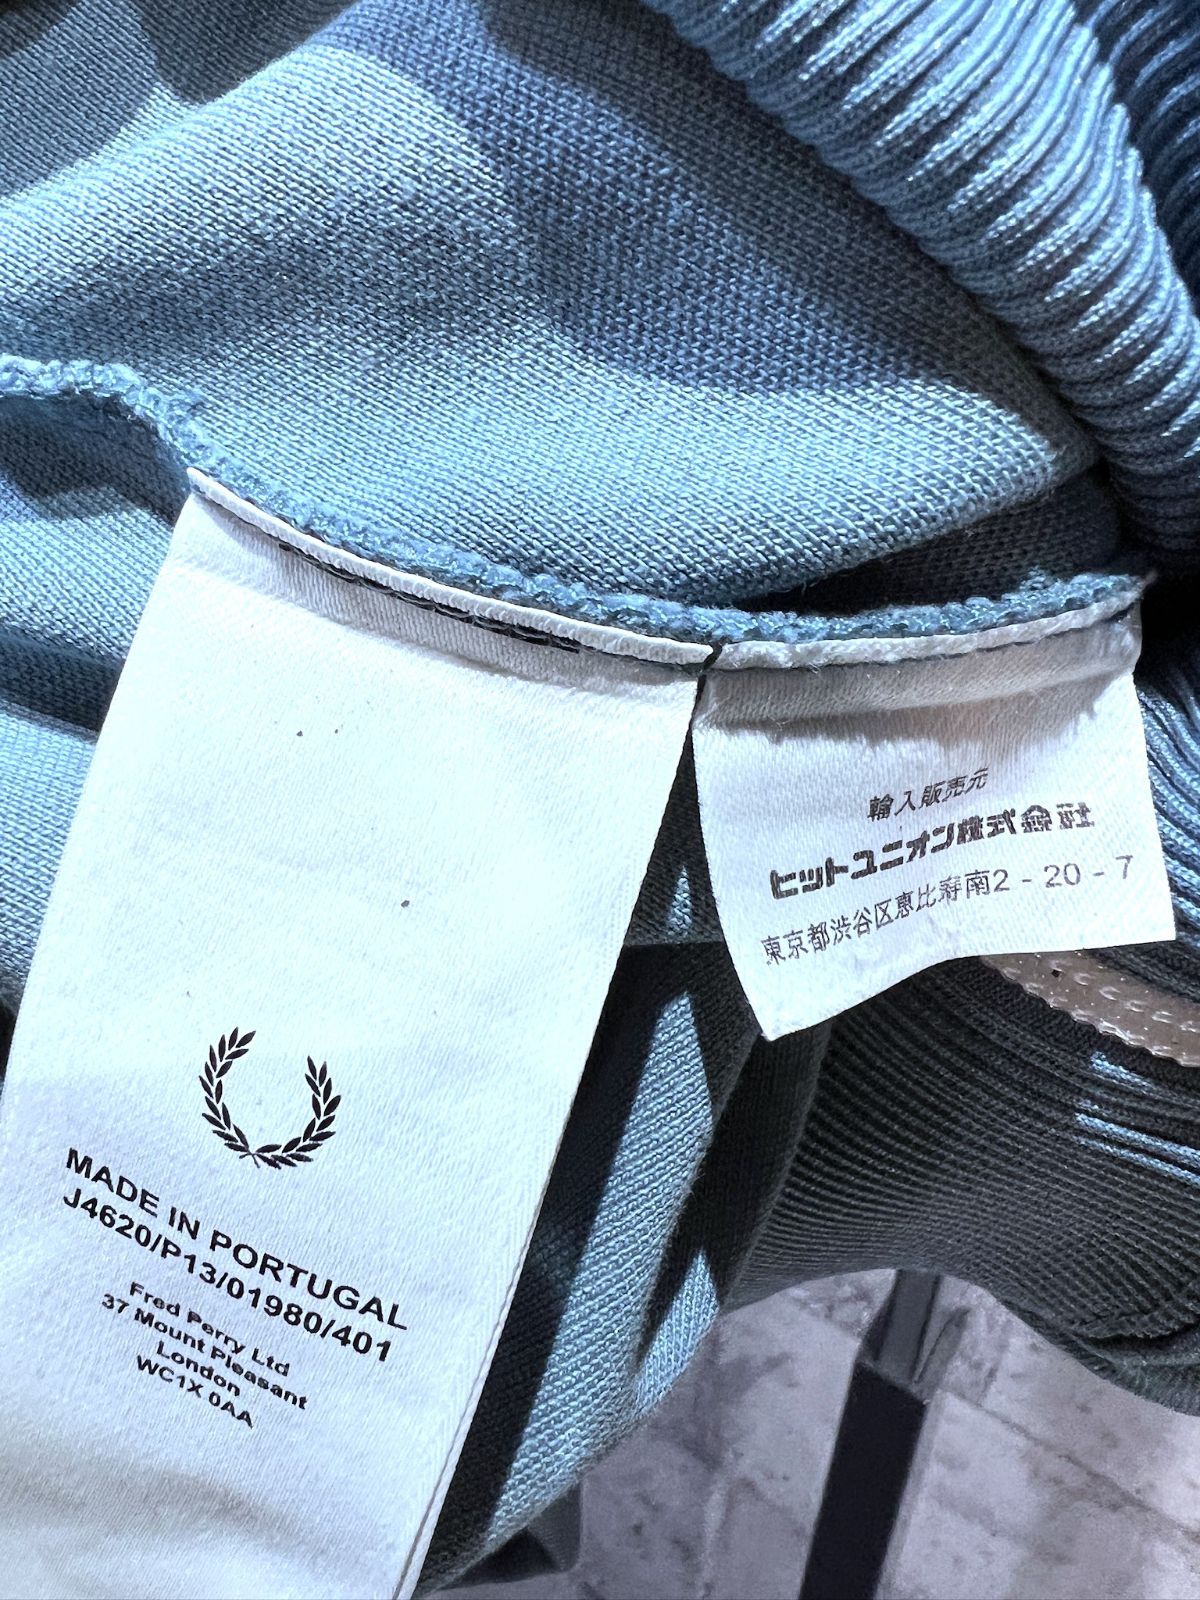 MADE IN PORTUGAL
J4620/P13/01980/401
Fred Perry Ltd
37 Mount Pleasant
London
WC1X 0AA
輸入販売元
ヒットユニオン株式会社
東京都渋谷区恵比寿南2-20-7